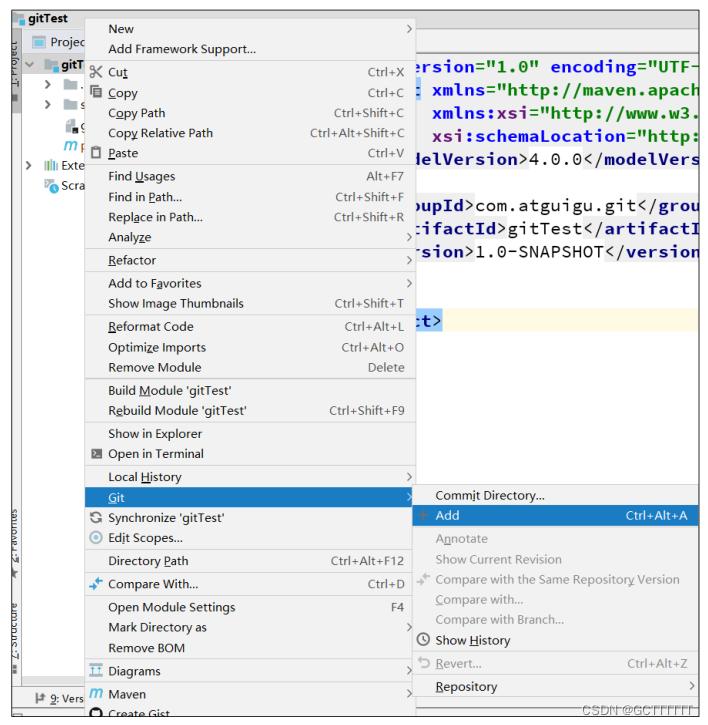 gitTest
1: Project
Projec
gitT
.
s
g
m p
Exte
Scra
New
Add Framework Support...
Cut Ctrl+X
Copy Ctrl+C
Copy Path Ctrl+Shift+C
Copy Relative Path Ctrl+Alt+Shift+C
Paste Ctrl+V
Find Usages Alt+F7
Find in Path... Ctrl+Shift+F
Replace in Path... Ctrl+Shift+R
Analyze
Refactor
Add to Favorites
Show Image Thumbnails Ctrl+Shift+T
Reformat Code Ctrl+Alt+L
Optimize Imports Ctrl+Alt+O
Remove Module Delete
Build Module 'gitTest'
Rebuild Module 'gitTest' Ctrl+Shift+F9
Show in Explorer
Open in Terminal
Local History
Git
Synchronize 'gitTest'
Edit Scopes...
Directory Path Ctrl+Alt+F12
Compare With... Ctrl+D
Open Module Settings F4
Mark Directory as
Remove BOM
Diagrams
Maven
Create Gist
ersion="1.0" encoding="UTF-
xmlns="http://maven.apach
xmlns:xsi="http://www.w3.
xsi:schemaLocation="http:
delVersion>4.0.0</modelVers
oupId>com.atguigu.git</grou
tifactId>gitTest</artifactI
rsion>1.0-SNAPSHOT</version
ct>
Commit Directory...
Add Ctrl+Alt+A
Annotate
Show Current Revision
Compare with the Same Repository Version
Compare with...
Compare with Branch...
Show History
Revert... Ctrl+Alt+Z
Repository
2: Favorites
Z: Structure
9: Vers
CSDN @GCTTTTTT